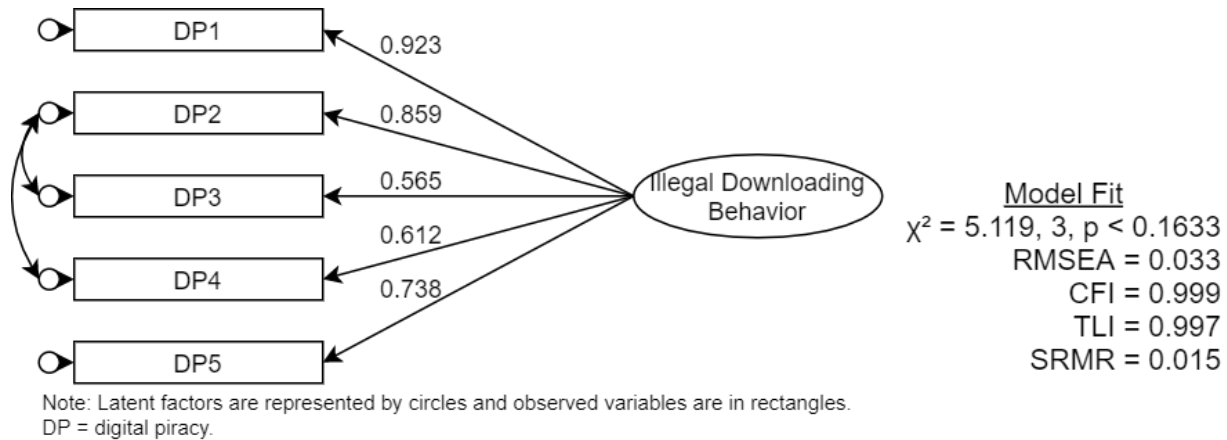 DP1
0.923
DP2
0.859
DP3
0.565
DP4
0.612
DP5
0.738
Illegal Downloading
Behavior
Model Fit
χ² = 5.119, 3, p < 0.1633
RMSEA = 0.033
CFI = 0.999
TLI = 0.997
SRMR = 0.015
Note: Latent factors are represented by circles and observed variables are in rectangles.
DP = digital piracy.